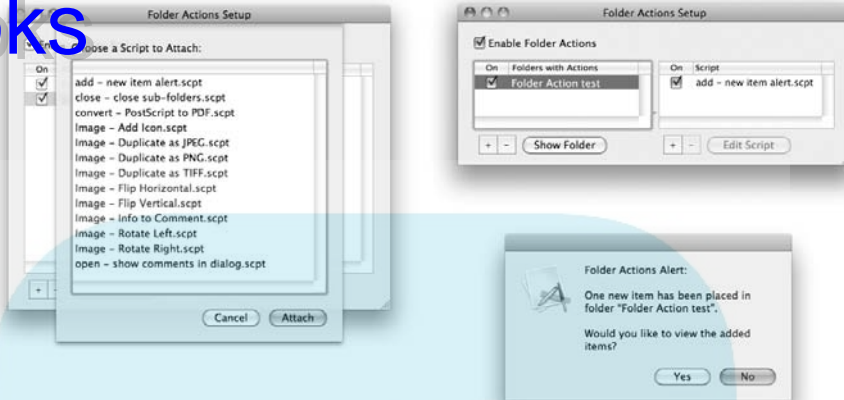 oks
Folder Actions Setup
Choose a Script to Attach:
On
add – new item alert.scpt
close – close sub-folders.scpt
convert – PostScript to PDF.scpt
Image – Add Icon.scpt
Image – Duplicate as JPEG.scpt
Image – Duplicate as PNG.scpt
Image – Duplicate as TIFF.scpt
Image – Flip Horizontal.scpt
Image – Flip Vertical.scpt
Image – Info to Comment.scpt
Image – Rotate Left.scpt
Image – Rotate Right.scpt
open – show comments in dialog.scpt
+ -
Cancel Attach
Folder Actions Setup
Enable Folder Actions
On Folders with Actions On Script
Folder Action test add – new item alert.scpt
+ - Show Folder + - Edit Script
Folder Actions Alert:
One new item has been placed in
folder "Folder Action test".
Would you like to view the added
items?
Yes No